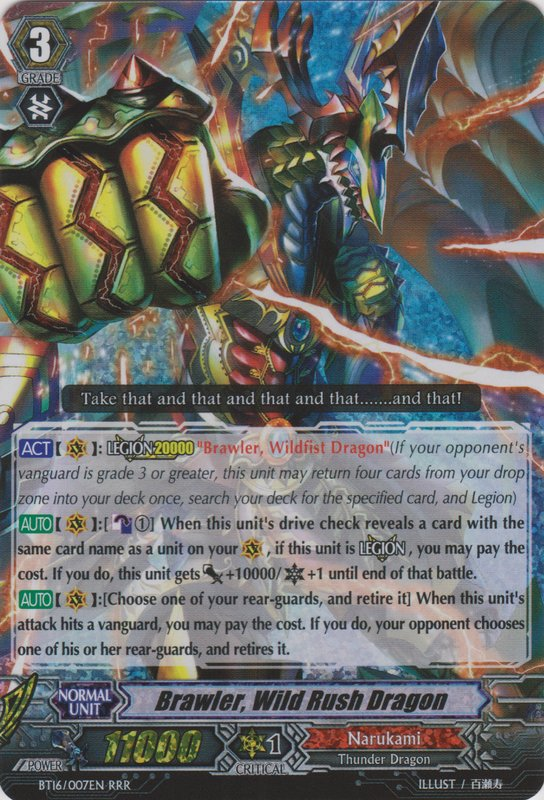 3
GRADE
Take that and that and that and that.......and that!
ACT【 】: LEGION 20000 "Brawler, Wildfist Dragon"(If your opponent's
vanguard is grade 3 or greater, this unit may return four cards from your drop
zone into your deck once, search your deck for the specified card, and Legion)
AUTO【 】:[ ①] When this unit's drive check reveals a card with the
same card name as a unit on your , if this is LEGION , you may pay the
cost. If you do, this unit gets +10000/ +1 until end of that battle.
AUTO【 】:[Choose one of your rear-guards, and retire it] When this unit's
attack hits a vanguard, you may pay the cost. If you do, your opponent chooses
one of his or her rear-guards, and retires it.
NORMAL
UNIT
Brawler, Wild Rush Dragon
POWER
11000
1
CRITICAL
Narukami
Thunder Dragon
BT16/007EN RRR
ILLUST / 百瀬寿